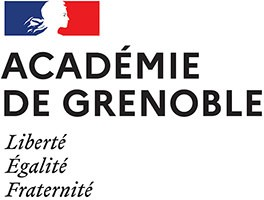 ACADÉMIE
DE GRENOBLE
Liberté
Égalité
Fraternité